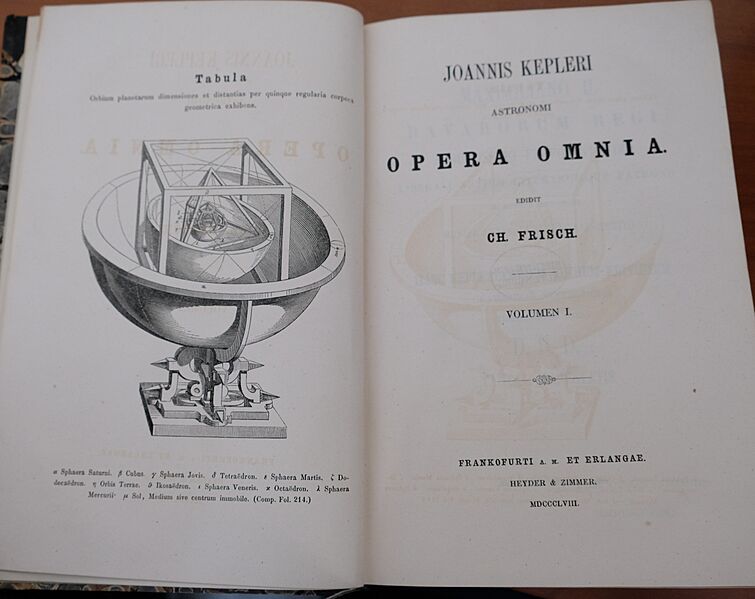 Tabula
Orbium planetarum dimensiones et distantias per quinque regularia corpora
geometrica exhibens.
α Sphaera Saturni. β Cubus. γ Sphaera Jovis. δ Tetraëdron. ε Sphaera Martis. ζ Do-
decaëdron. η Orbis Terrae. ϑ Ikosaëdron. ι Sphaera Veneris. ϰ Octaëdron. λ Sphaera
Mercurii. μ Sol, Medium sive centrum immobile. (Comp. Fol. 214.)
JOANNIS KEPLERI
ASTRONOMI
OPERA OMNIA.
EDIDIT
CH. FRISCH.
VOLUMEN I.
FRANKOFURTI A. M. ET ERLANGAE.
HEYDER & ZIMMER.
MDCCCLVIII.